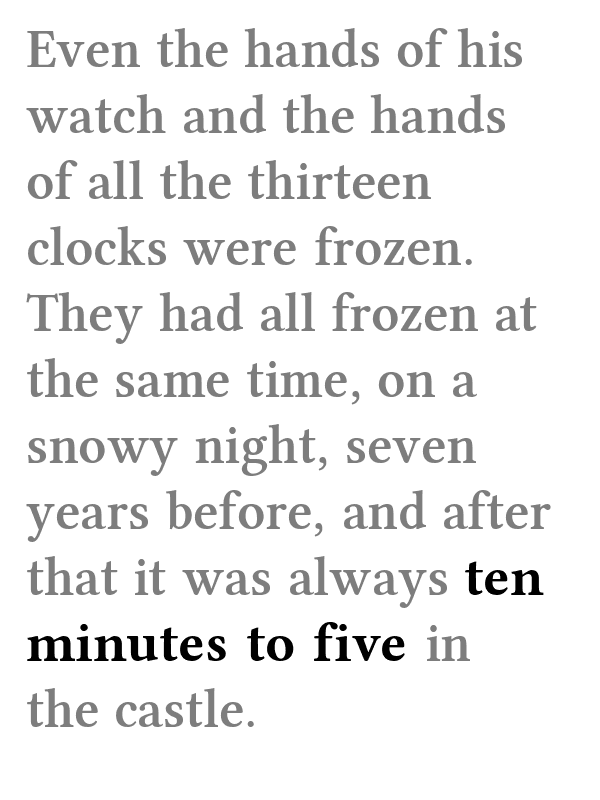 Even the hands of his
watch and the hands
of all the thirteen
clocks were frozen.
They had all frozen at
the same time, on a
snowy night, seven
years before, and after
that it was always ten
minutes to five in
the castle.